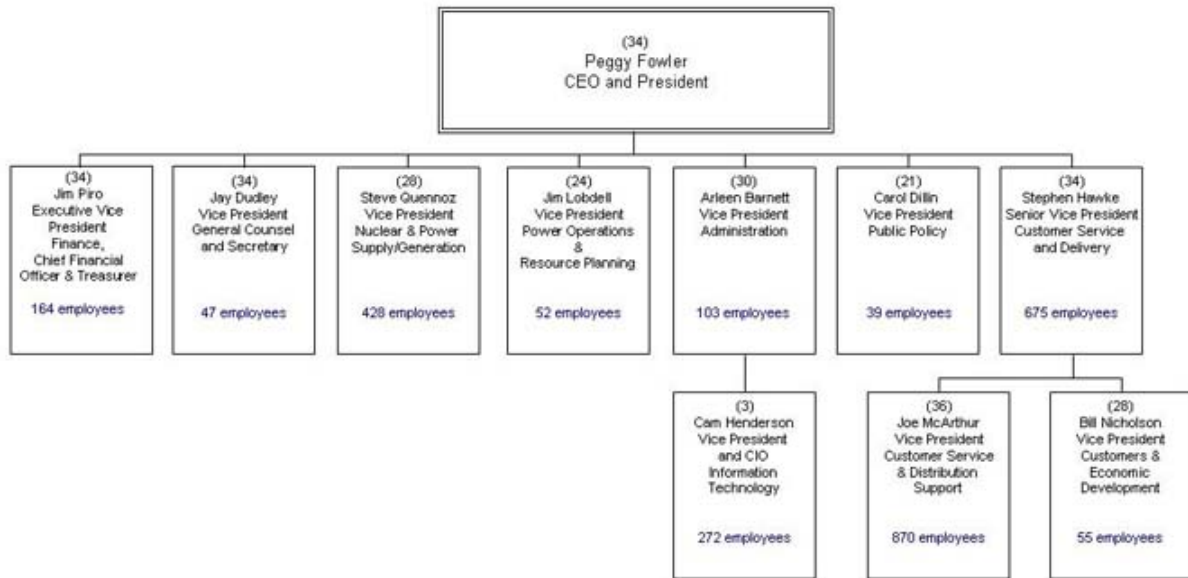 (34)
Peggy Fowler
CEO and President
(34)
Jim Piro
Executive Vice
President
Finance,
Chief Financial
Officer & Treasurer
164 employees
(34)
Jay Dudley
Vice President
General Counsel
and Secretary
47 employees
(28)
Steve Quennoz
Vice President
Nuclear & Power
Supply/Generation
428 employees
(24)
Jim Lobdell
Vice President
Power Operations
&
Resource Planning
52 employees
(30)
Arleen Barnett
Vice President
Administration
103 employees
(21)
Carol Dillin
Vice President
Public Policy
39 employees
(34)
Stephen Hawke
Senior Vice President
Customer Service
and Delivery
675 employees
(3)
Cam Henderson
Vice President
and CIO
Information
Technology
272 employees
(36)
Joe McArthur
Vice President
Customer Service
& Distribution
Support
870 employees
(28)
Bill Nicholson
Vice President
Customers &
Economic
Development
55 employees